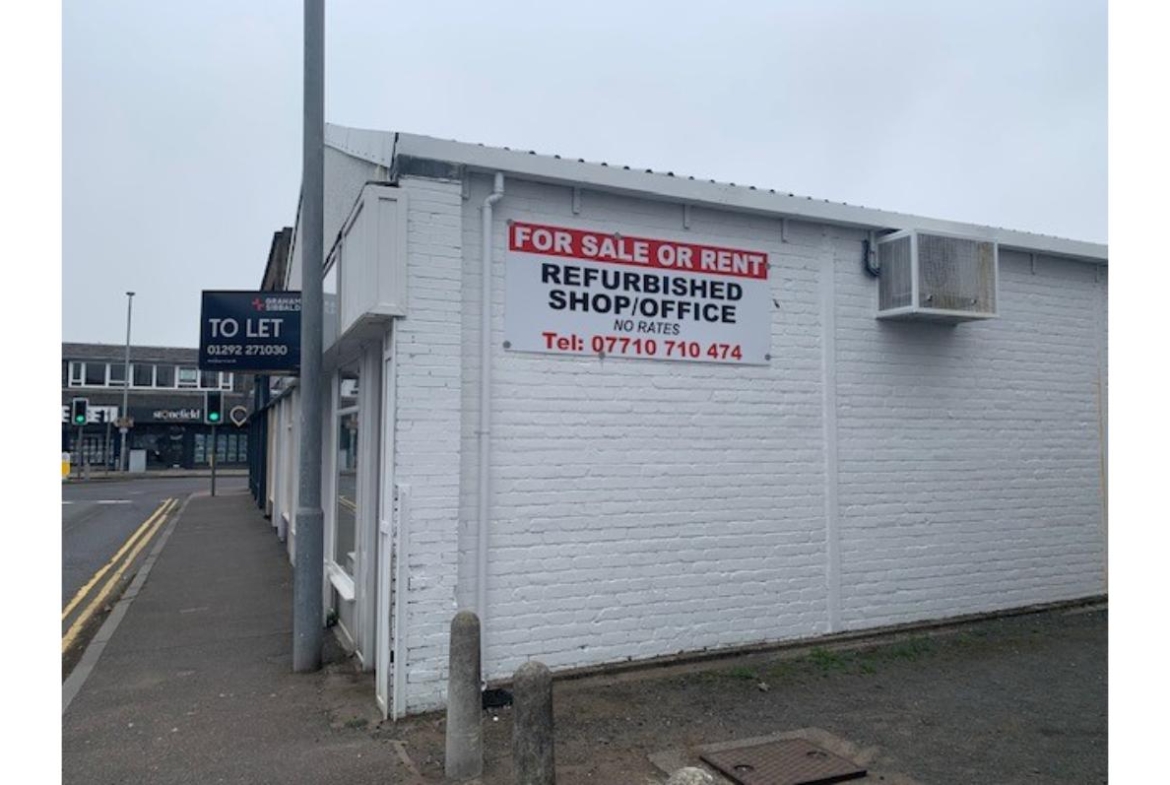 FOR SALE OR RENT
REFURBISHED
SHOP/OFFICE
NO RATES
Tel: 07710 710 474
GRAHAM
SIBBALD
TO LET
01292 271030
stonefield